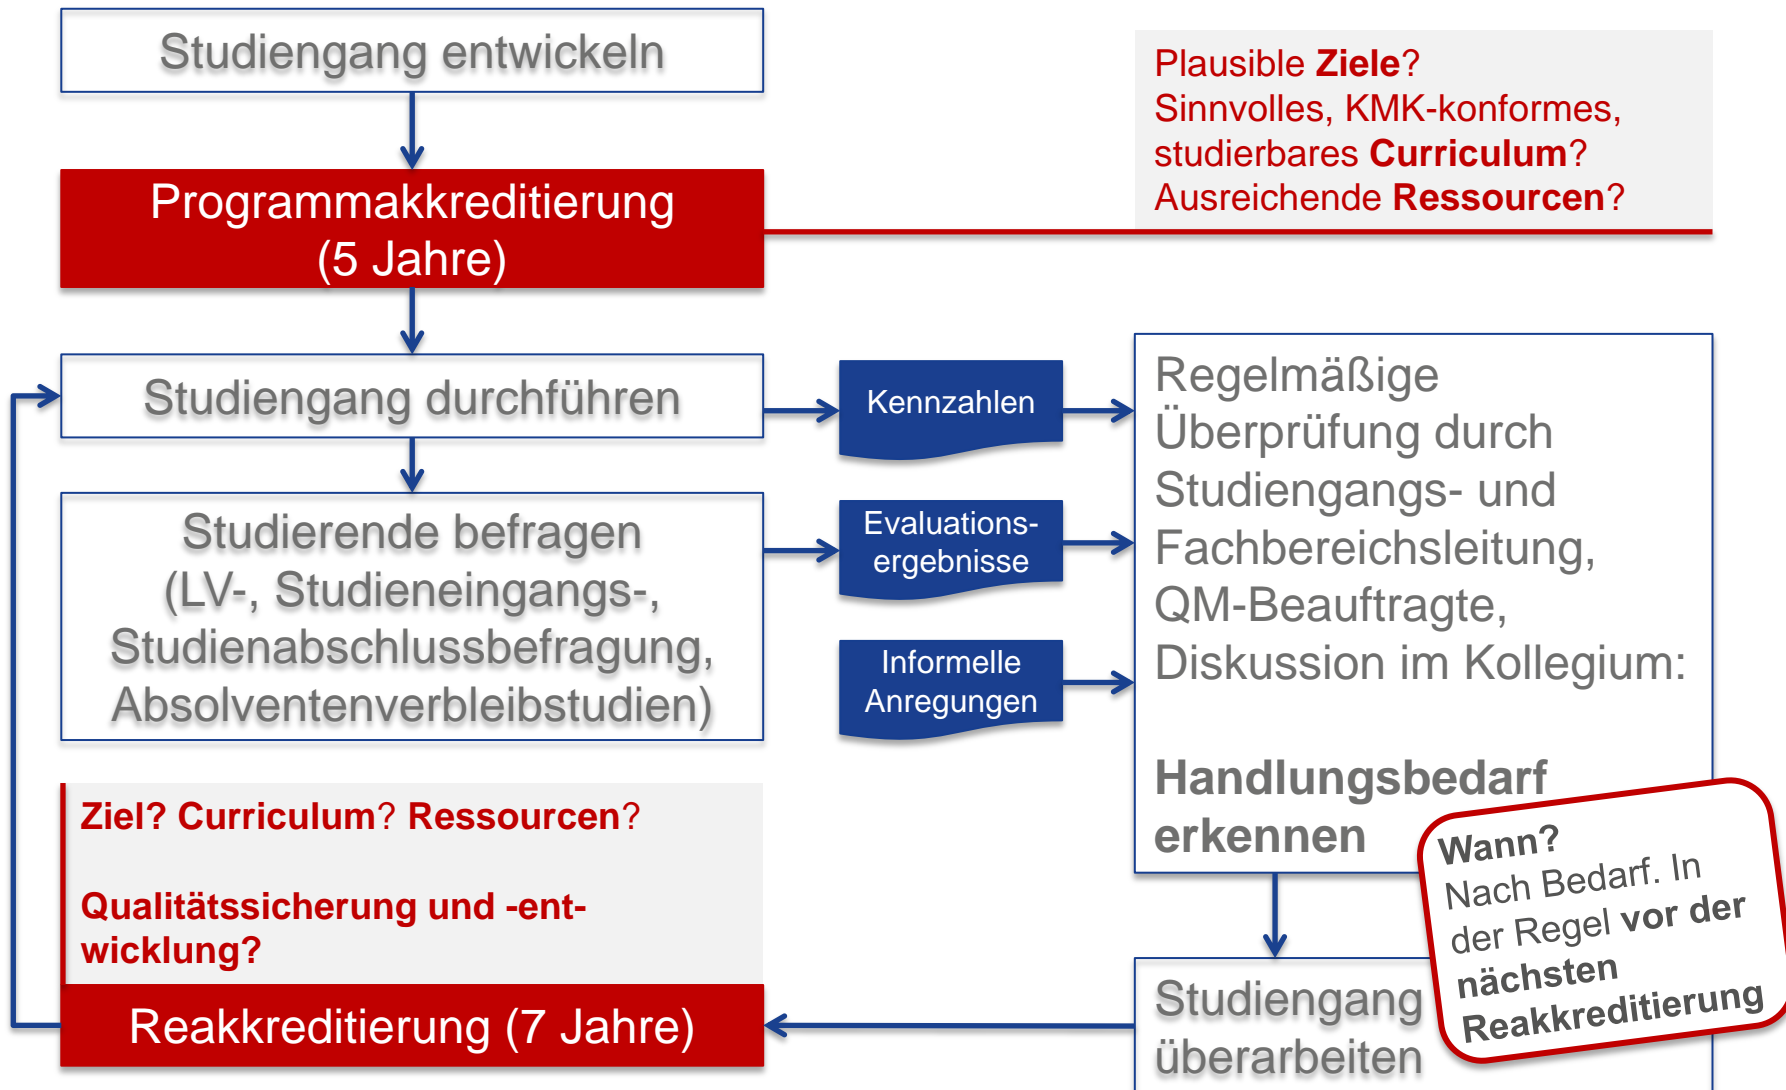 Studiengang entwickeln
Plausible Ziele?
Sinnvolles, KMK-konformes,
studierbares Curriculum?
Ausreichende Ressourcen?
Programmakkreditierung
(5 Jahre)
Studiengang durchführen
Kennzahlen
Regelmäßige
Überprüfung durch
Studiengangs- und
Fachbereichsleitung,
QM-Beauftragte,
Diskussion im Kollegium:
Handlungsbedarf
erkennen
Studierende befragen
(LV-, Studieneingangs-,
Studienabschlussbefragung,
Absolventenverbleibstudien)
Evaluations-
ergebnisse
Informelle
Anregungen
Wann?
Nach Bedarf. In
der Regel vor der
nächsten
Reakkreditierung
Ziel? Curriculum? Ressourcen?
Qualitätssicherung und -ent-
wicklung?
Reakkreditierung (7 Jahre)
Studiengang
überarbeiten